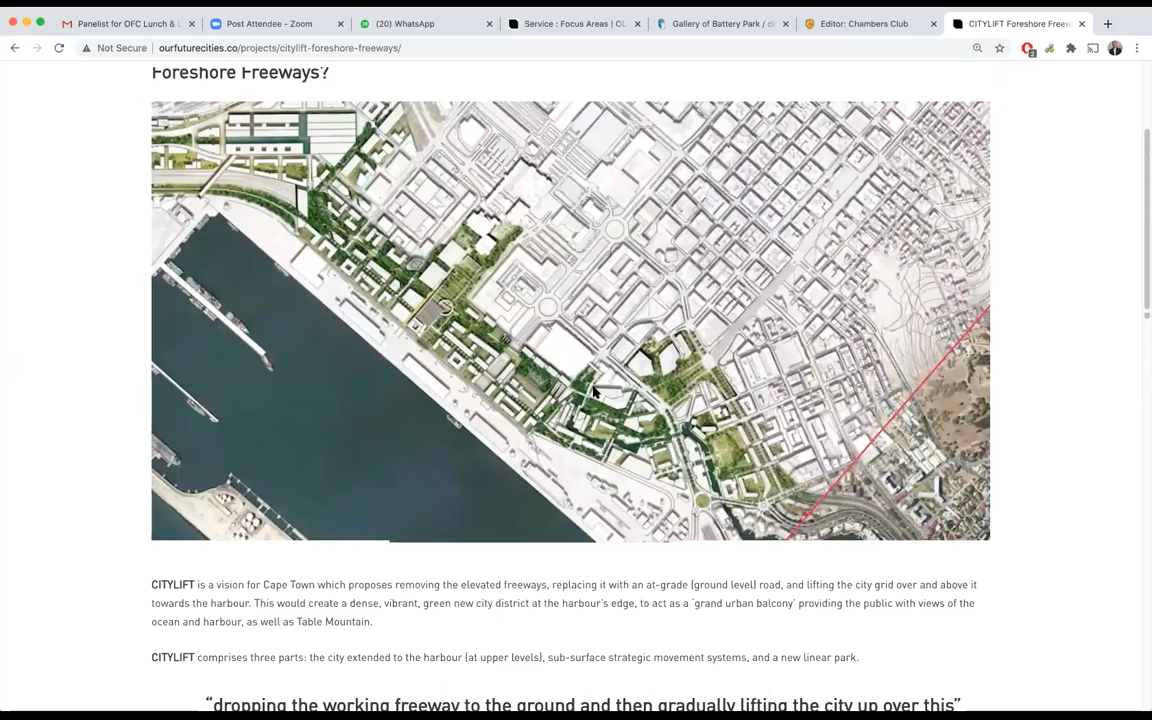 Panelist for OFC Lunch & L
Post Attendee - Zoom
(20) WhatsApp
Service : Focus Areas | OL
Gallery of Battery Park / di
Editor: Chambers Club
CITYLIFT Foreshore Freew
Not Secure
ourfuturecities.co/projects/citylift-foreshore-freeways/
2
Foreshore Freeways?
CITYLIFT is a vision for Cape Town which proposes removing the elevated freeways, replacing it with an at-grade (ground level) road, and lifting the city grid over and above it
towards the harbour. This would create a dense, vibrant, green new city district at the harbour's edge, to act as a 'grand urban balcony' providing the public with views of the
ocean and harbour, as well as Table Mountain.
CITYLIFT comprises three parts: the city extended to the harbour (at upper levels), sub-surface strategic movement systems, and a new linear park.
“dropping the working freeway to the ground and then gradually lifting the city up over this”